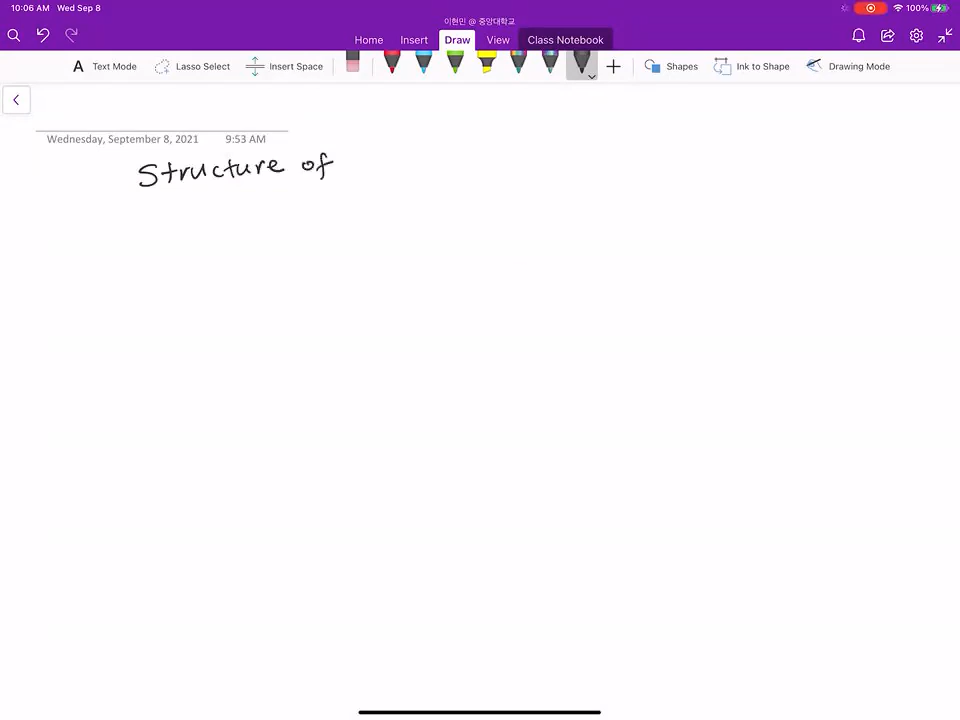 10:06 AM Wed Sep 8
100%
이현민 @ 중앙대학교
Home Insert Draw View Class Notebook
A Text Mode Lasso Select Insert Space Shapes Ink to Shape Drawing Mode
Wednesday, September 8, 2021 9:53 AM
Structure of